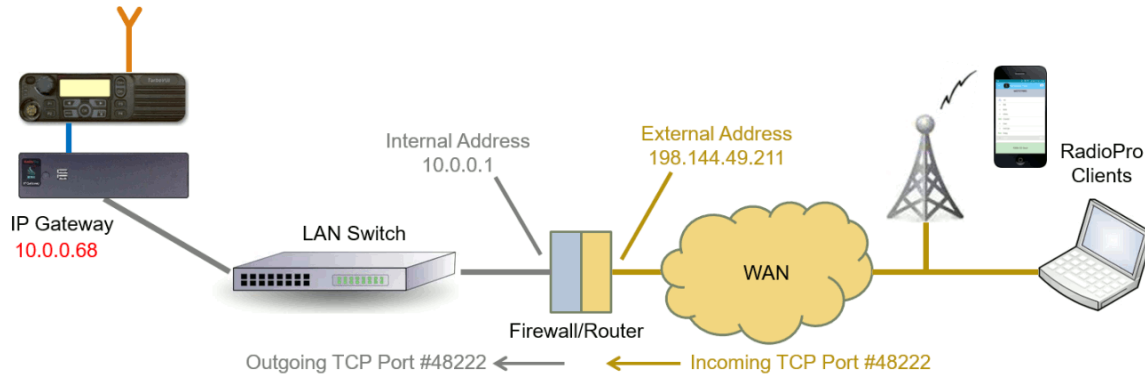 Internal Address
10.0.0.1
External Address
198.144.49.211
RadioPro
Clients
IP Gateway
10.0.0.68
LAN Switch
WAN
Firewall/Router
Outgoing TCP Port #48222
Incoming TCP Port #48222